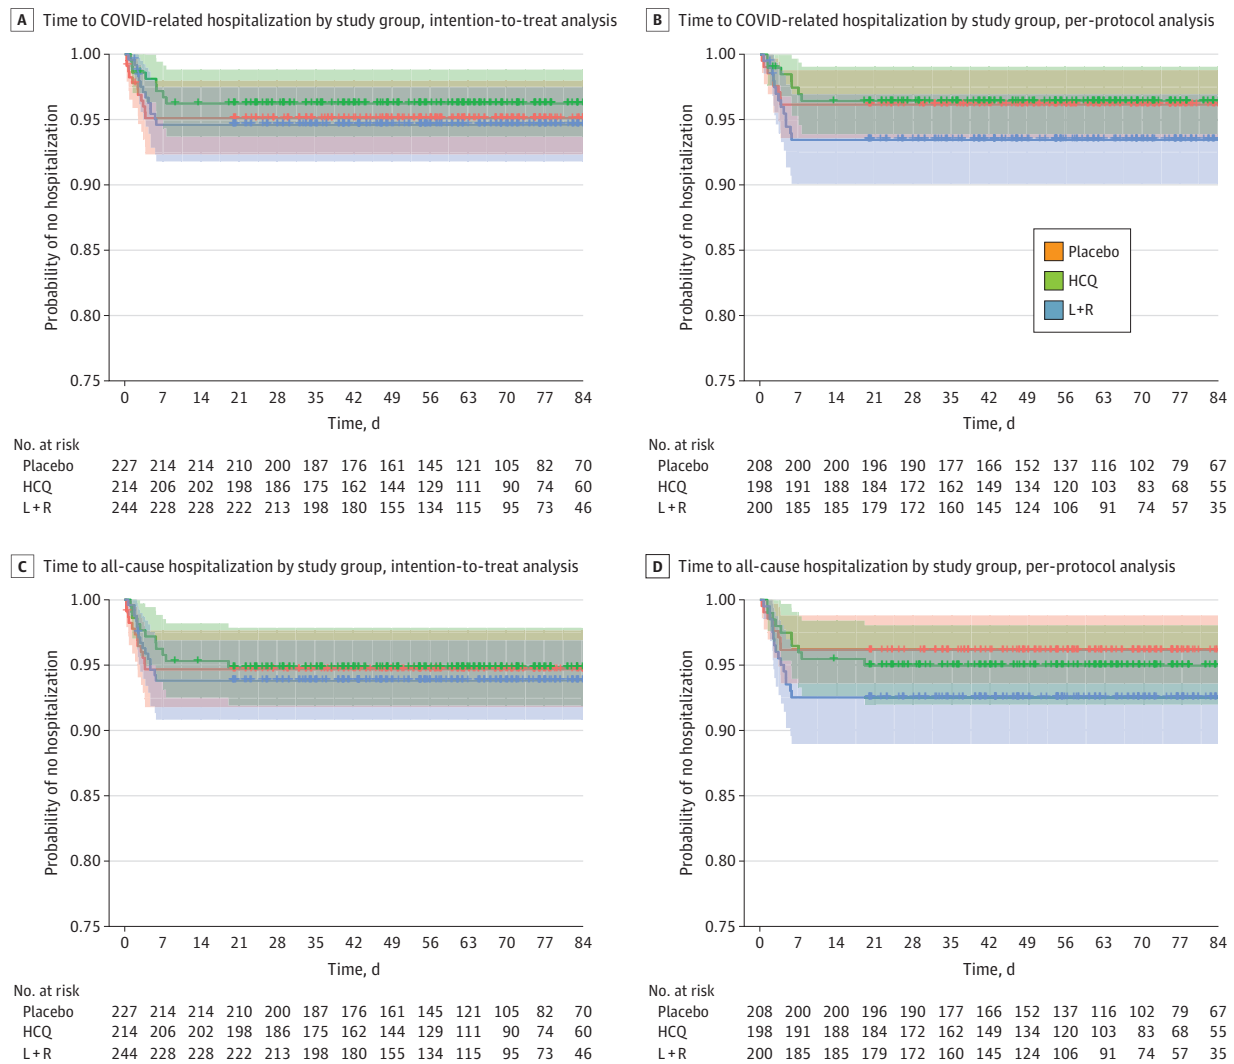 A Time to COVID-related hospitalization by study group, intention-to-treat analysis
Probability of no hospitalization
1.00
0.95
0.90
0.85
0.80
0.75
0 7 14 21 28 35 42 49 56 63 70 77 84
Time, d
No. at risk
Placebo 227 214 214 210 200 187 176 161 145 121 105 82 70
HCQ 214 206 202 198 186 175 162 144 129 111 90 74 60
L + R 244 228 228 222 213 198 180 155 134 115 95 73 46
B Time to COVID-related hospitalization by study group, per-protocol analysis
Probability of no hospitalization
1.00
0.95
0.90
0.85
0.80
0.75
Placebo
HCQ
L+R
0 7 14 21 28 35 42 49 56 63 70 77 84
Time, d
No. at risk
Placebo 208 200 200 196 190 177 166 152 137 116 102 79 67
HCQ 198 191 188 184 172 162 149 134 120 103 83 68 55
L + R 200 185 185 179 172 160 145 124 106 91 74 57 35
C Time to all-cause hospitalization by study group, intention-to-treat analysis
Probability of no hospitalization
1.00
0.95
0.90
0.85
0.80
0.75
0 7 14 21 28 35 42 49 56 63 70 77 84
Time, d
No. at risk
Placebo 227 214 214 210 200 187 176 161 145 121 105 82 70
HCQ 214 206 202 198 186 175 162 144 129 111 90 74 60
L + R 244 228 228 222 213 198 180 155 134 115 95 73 46
D Time to all-cause hospitalization by study group, per-protocol analysis
Probability of no hospitalization
1.00
0.95
0.90
0.85
0.80
0.75
0 7 14 21 28 35 42 49 56 63 70 77 84
Time, d
No. at risk
Placebo 208 200 200 196 190 177 166 152 137 116 102 79 67
HCQ 198 191 188 184 172 162 149 134 120 103 83 68 55
L + R 200 185 185 179 172 160 145 124 106 91 74 57 35